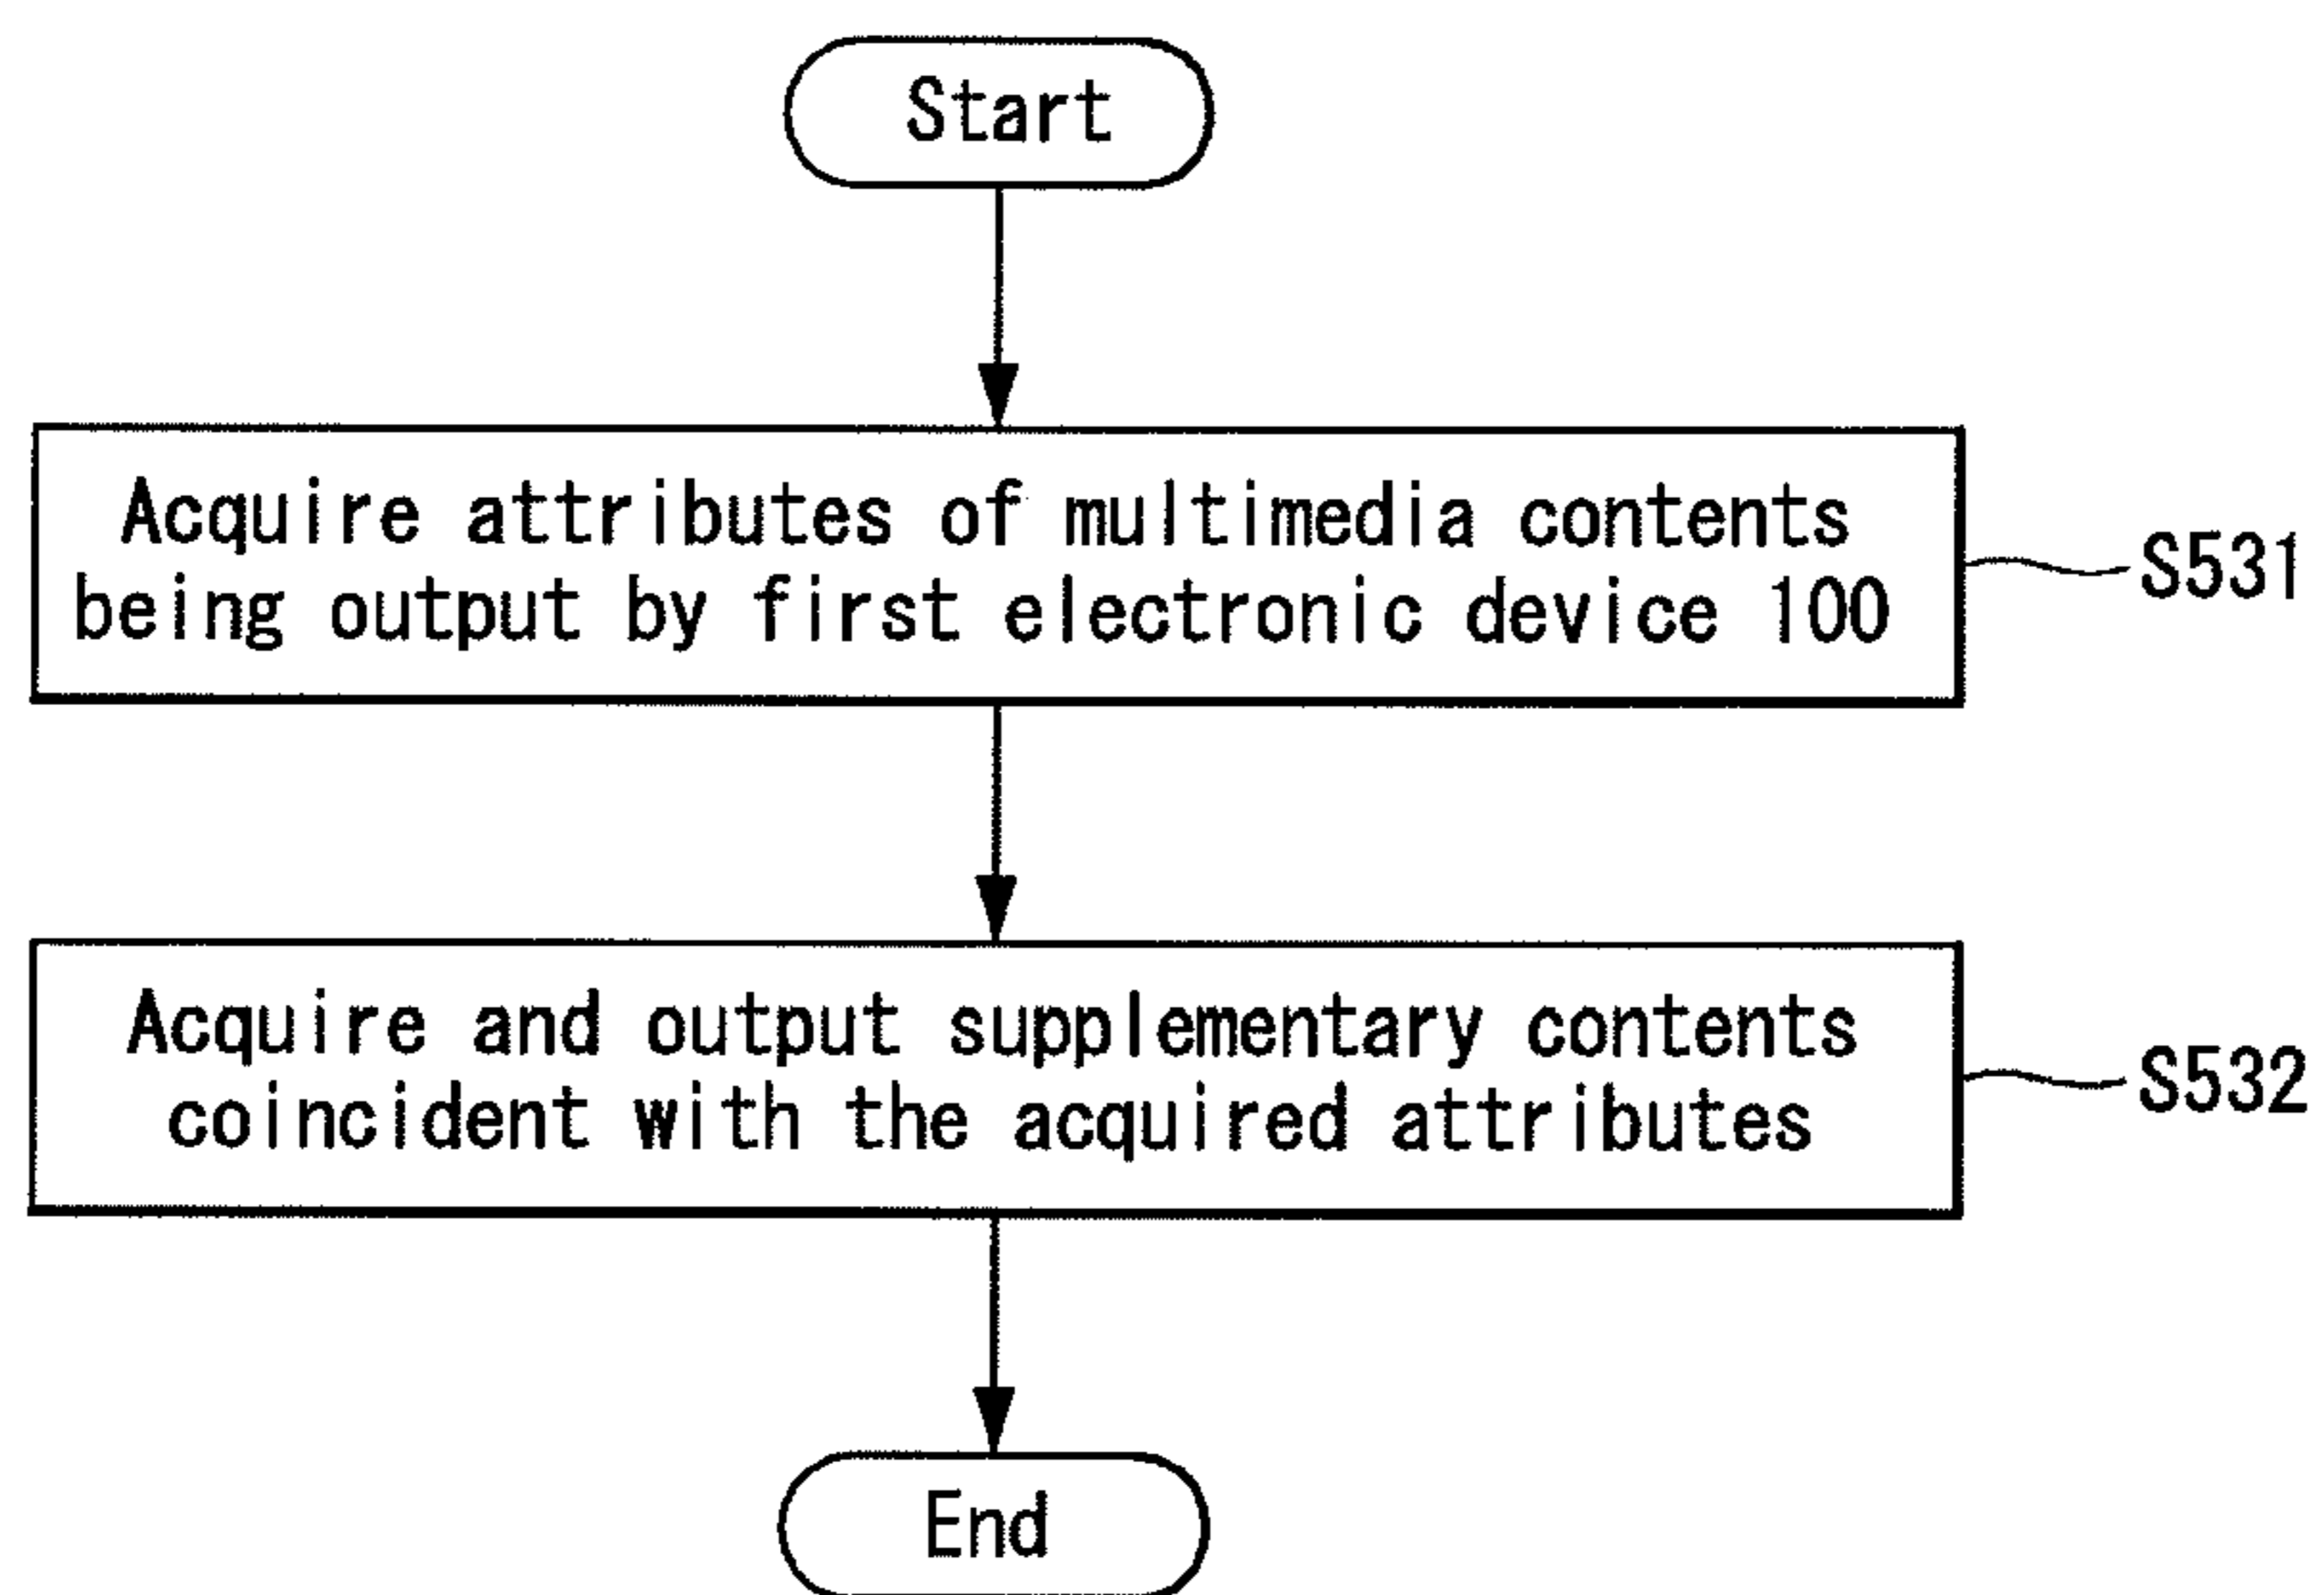 Start
Acquire attributes of multimedia contents
being output by first electronic device 100
S531
Acquire and output supplementary contents
coincident with the acquired attributes
S532
End